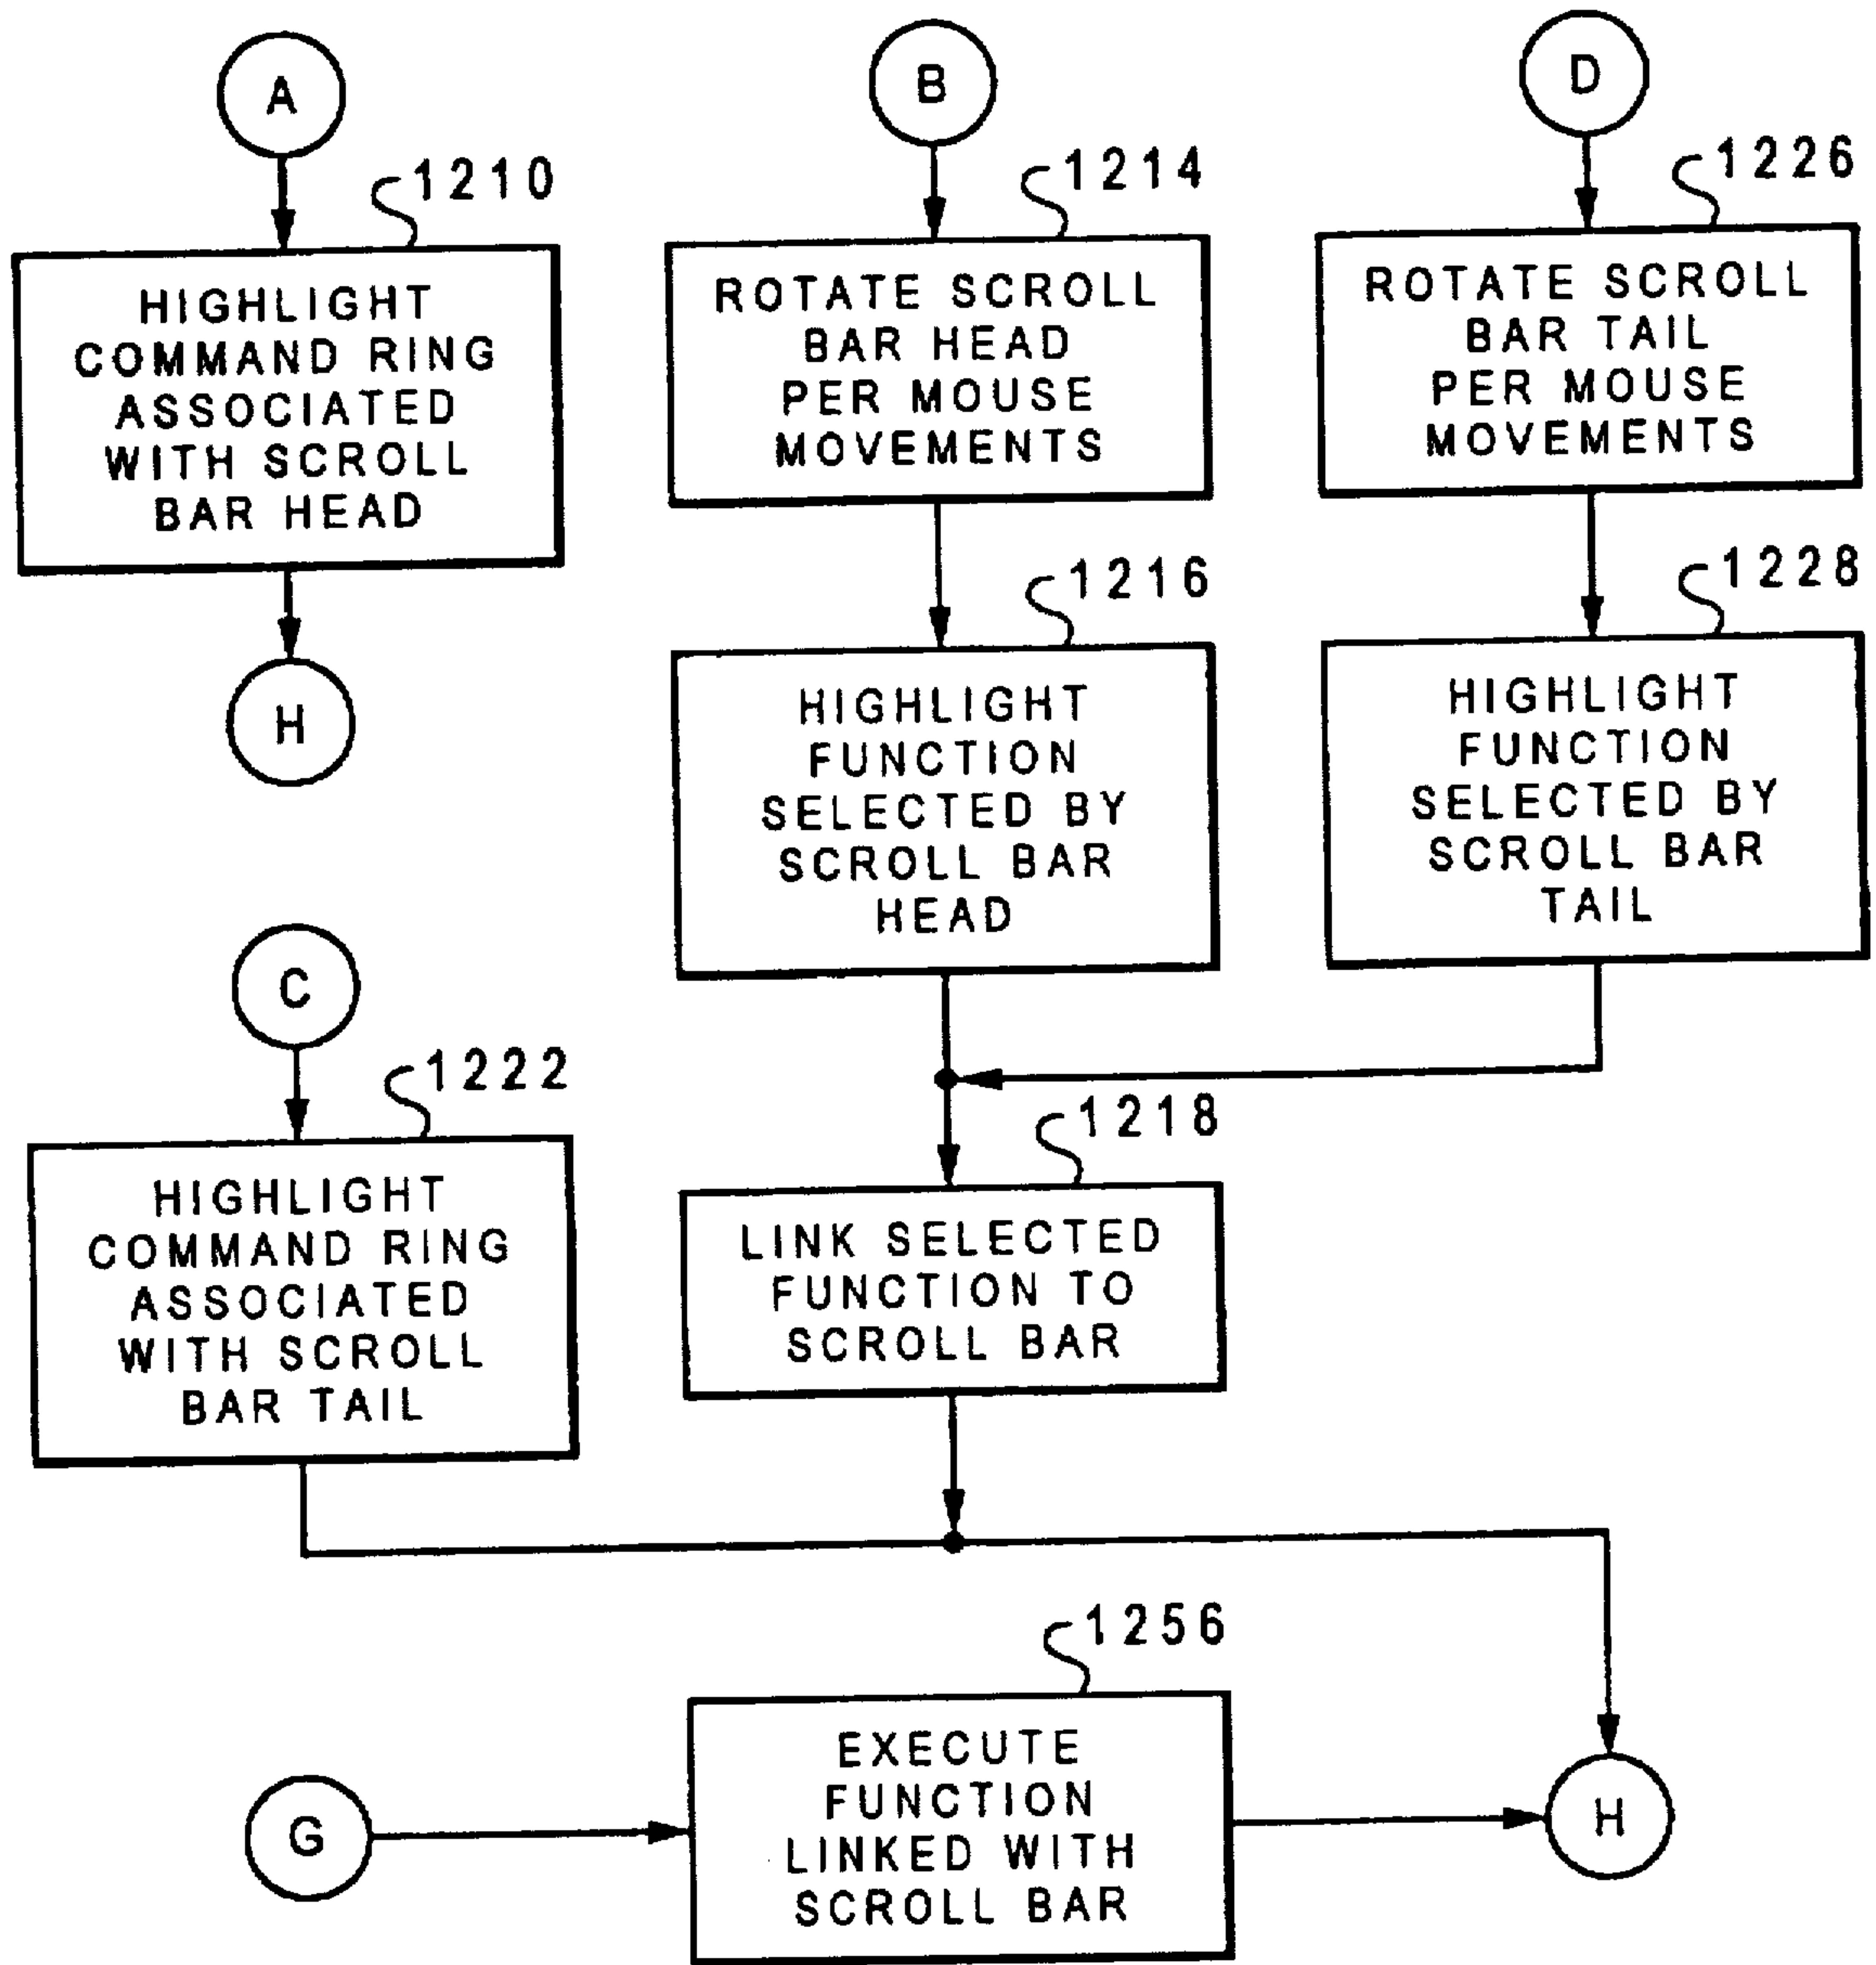 A
1210
HIGHLIGHT
COMMAND RING
ASSOCIATED
WITH SCROLL
BAR HEAD
H
B
1214
ROTATE SCROLL
BAR HEAD
PER MOUSE
MOVEMENTS
1216
HIGHLIGHT
FUNCTION
SELECTED BY
SCROLL BAR
HEAD
D
1226
ROTATE SCROLL
BAR TAIL
PER MOUSE
MOVEMENTS
1228
HIGHLIGHT
FUNCTION
SELECTED BY
SCROLL BAR
TAIL
C
1222
HIGHLIGHT
COMMAND RING
ASSOCIATED
WITH SCROLL
BAR TAIL
1218
LINK SELECTED
FUNCTION TO
SCROLL BAR
G
1256
EXECUTE
FUNCTION
LINKED WITH
SCROLL BAR
H